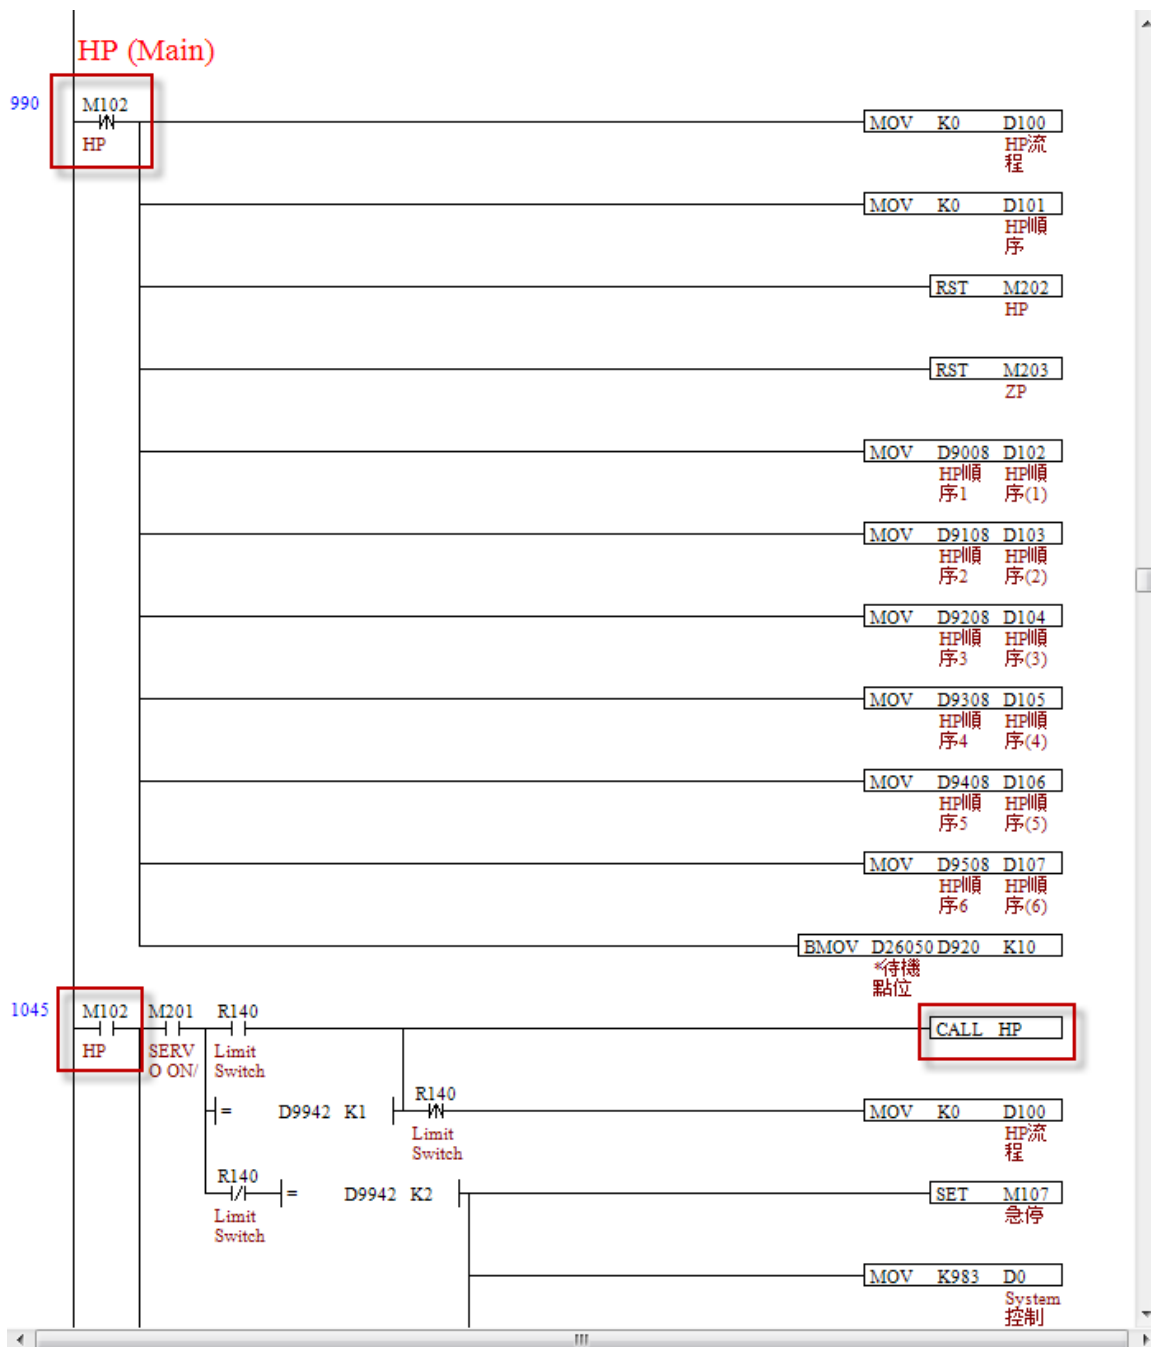 HP (Main)
990
M102
HP
MOV K0 D100
HP流
程
MOV K0 D101
HP順
序
RST M202
HP
RST M203
ZP
MOV D9008 D102
HP順 HP順
序1 序(1)
MOV D9108 D103
HP順 HP順
序2 序(2)
MOV D9208 D104
HP順 HP順
序3 序(3)
MOV D9308 D105
HP順 HP順
序4 序(4)
MOV D9408 D106
HP順 HP順
序5 序(5)
MOV D9508 D107
HP順 HP順
序6 序(6)
BMOV D26050 D920 K10
*待機
點位
1045
M102 M201 R140
HP SERV Limit
O ON/ Switch
CALL HP
= D9942 K1
R140
Limit
Switch
MOV K0 D100
HP流
程
R140
Limit
Switch
= D9942 K2
SET M107
急停
MOV K983 D0
System
控制